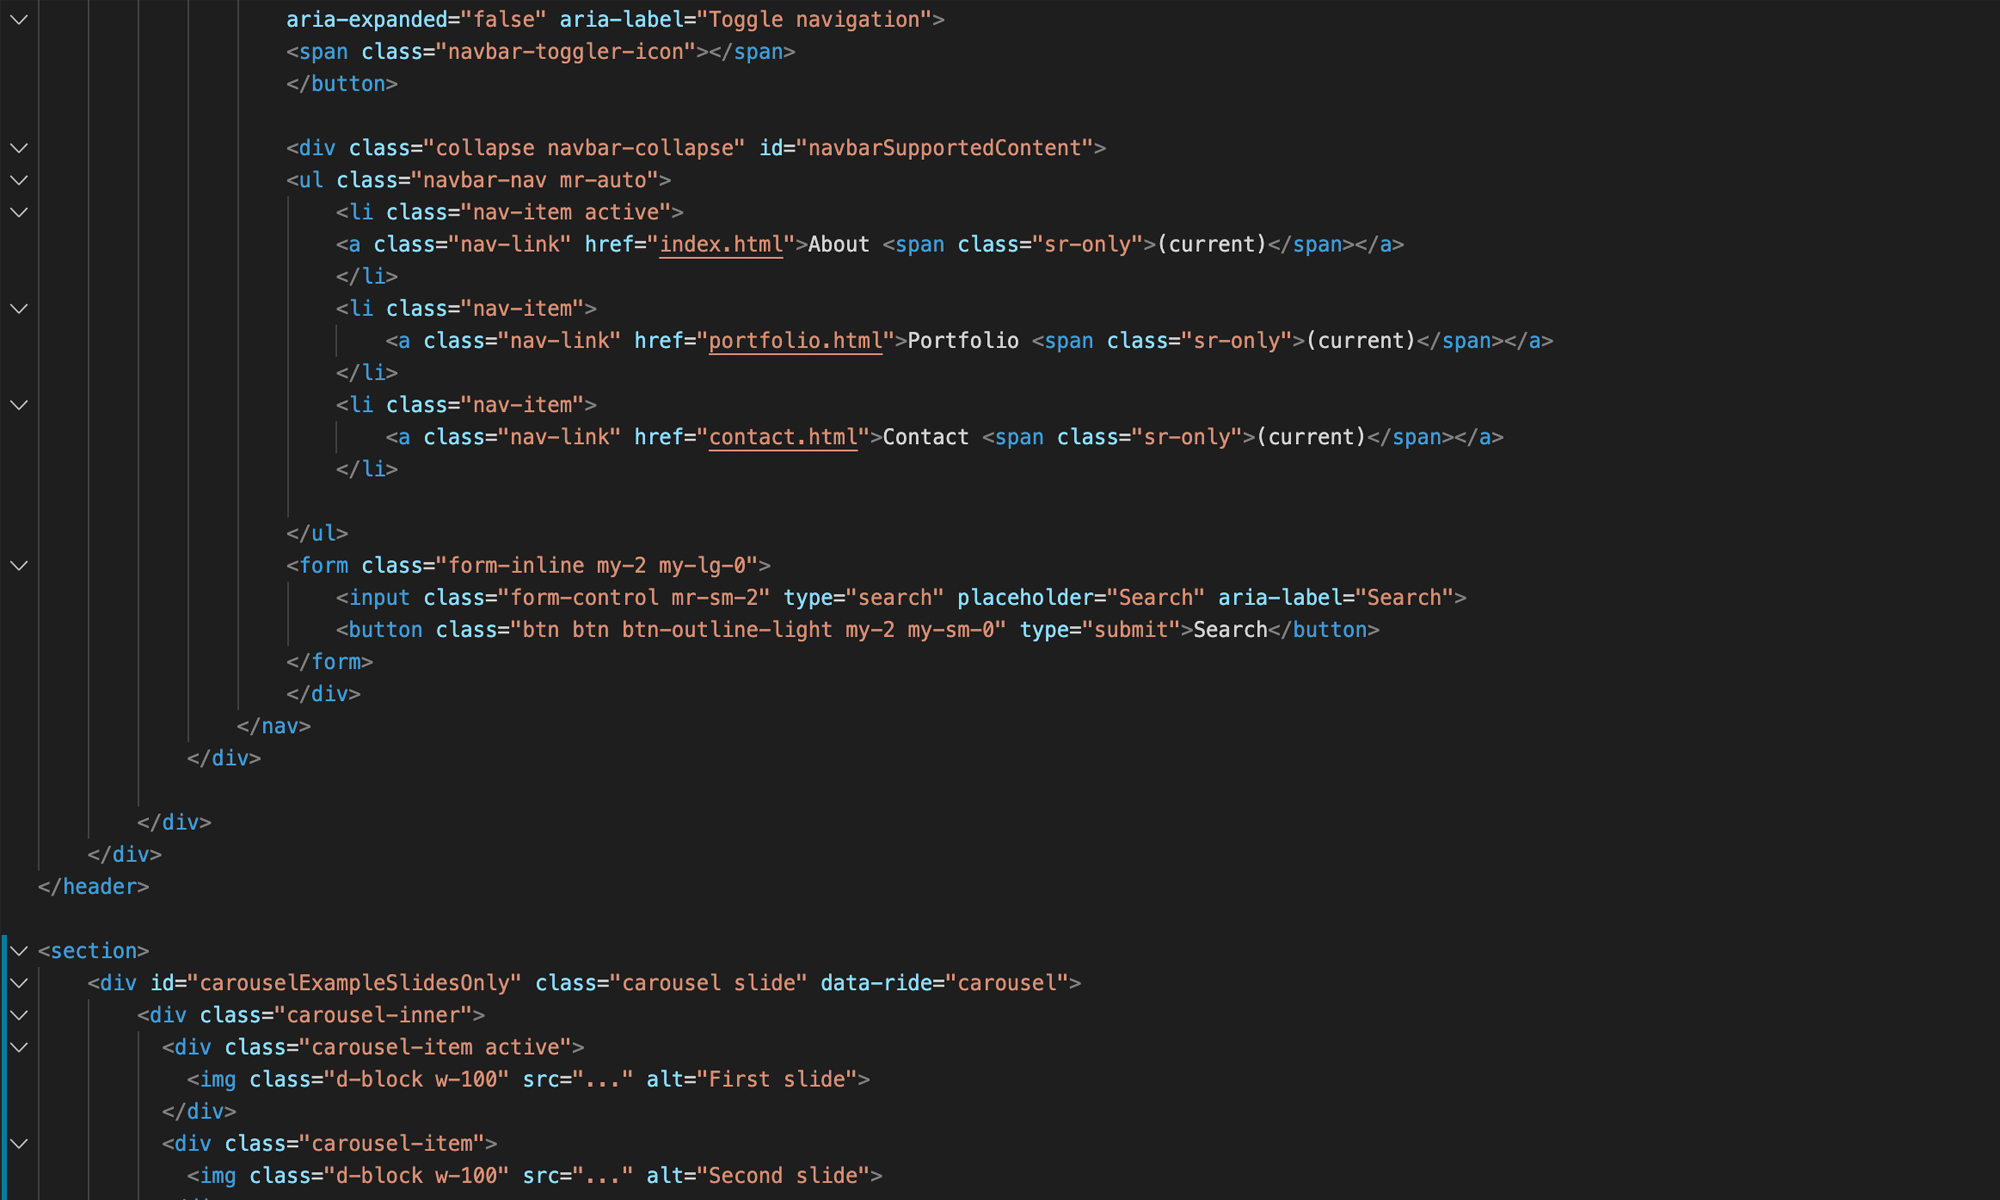 aria-expanded="false" aria-label="Toggle navigation">
<span class="navbar-toggler-icon"></span>
</button>
<div class="collapse navbar-collapse" id="navbarSupportedContent">
<ul class="navbar-nav mr-auto">
<li class="nav-item active">
<a class="nav-link" href="index.html">About <span class="sr-only">(current)</span></a>
</li>
<li class="nav-item">
<a class="nav-link" href="portfolio.html">Portfolio <span class="sr-only">(current)</span></a>
</li>
<li class="nav-item">
<a class="nav-link" href="contact.html">Contact <span class="sr-only">(current)</span></a>
</li>
</ul>
<form class="form-inline my-2 my-lg-0">
<input class="form-control mr-sm-2" type="search" placeholder="Search" aria-label="Search">
<button class="btn btn btn-outline-light my-2 my-sm-0" type="submit">Search</button>
</form>
</div>
</nav>
</div>
</div>
</div>
</header>
<section>
<div id="carouselExampleSlidesOnly" class="carousel slide" data-ride="carousel">
<div class="carousel-inner">
<div class="carousel-item active">
<img class="d-block w-100" src="..." alt="First slide">
</div>
<div class="carousel-item">
<img class="d-block w-100" src="..." alt="Second slide">